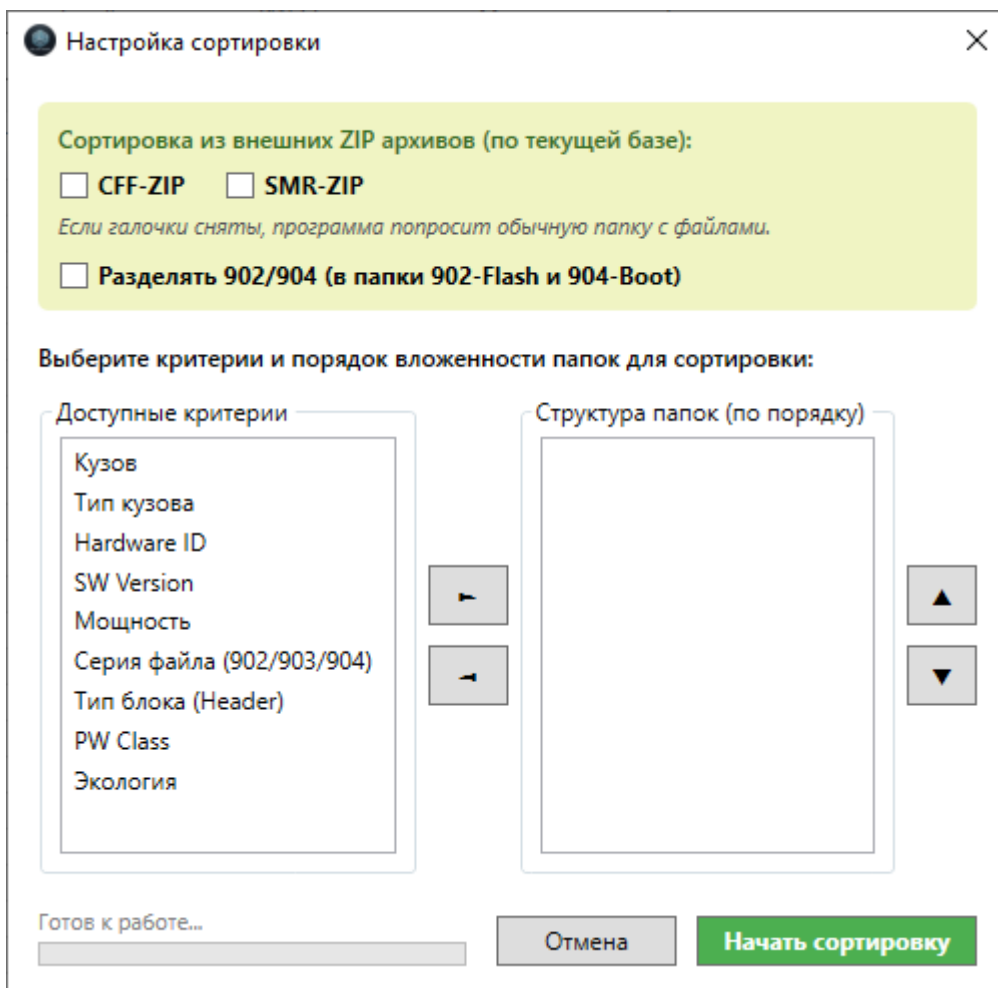 Настройка сортировки
Сортировка из внешних ZIP архивов (по текущей базе):
CFF-ZIP SMR-ZIP
Если галочки сняты, программа попросит обычную папку с файлами.
Разделять 902/904 (в папки 902-Flash и 904-Boot)
Выберите критерии и порядок вложенности папок для сортировки:
Доступные критерии
Кузов
Тип кузова
Hardware ID
SW Version
Мощность
Серия файла (902/903/904)
Тип блока (Header)
PW Class
Экология
Структура папок (по порядку)
Готов к работе...
Отмена
Начать сортировку